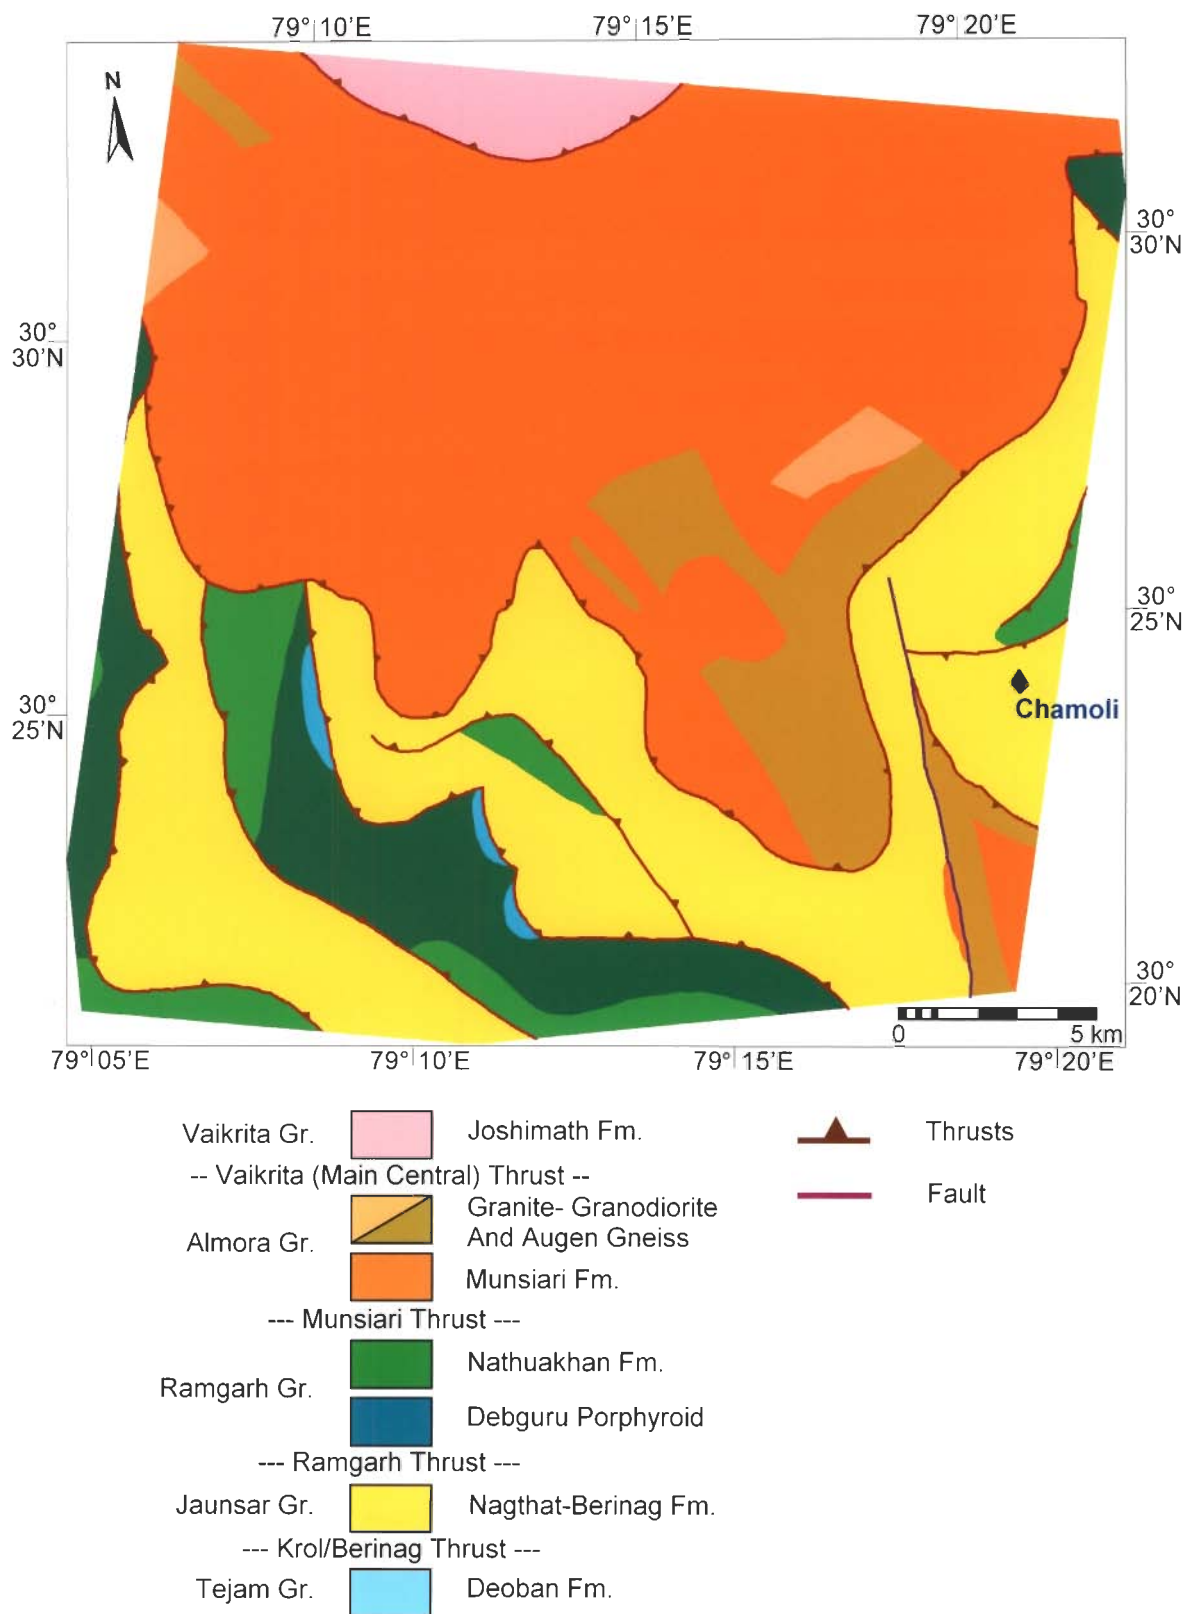 79°10'E 79°15'E 79°20'E
N
30°
30'N
30°
30'N
30°
25'N
30°
25'N
Chamoli
30°
20'N
0 5 km
79°05'E 79°10'E 79°15'E 79°20'E
Vaikrita Gr. Joshimath Fm. Thrusts
-- Vaikrita (Main Central) Thrust --
Fault
Granite- Granodiorite
Almora Gr. And Augen Gneiss
Munsiari Fm.
--- Munsiari Thrust ---
Nathuakhan Fm.
Ramgarh Gr.
Debguru Porphyroid
--- Ramgarh Thrust ---
Jaunsar Gr. Nagthat-Berinag Fm.
--- Krol/Berinag Thrust ---
Tejam Gr. Deoban Fm.